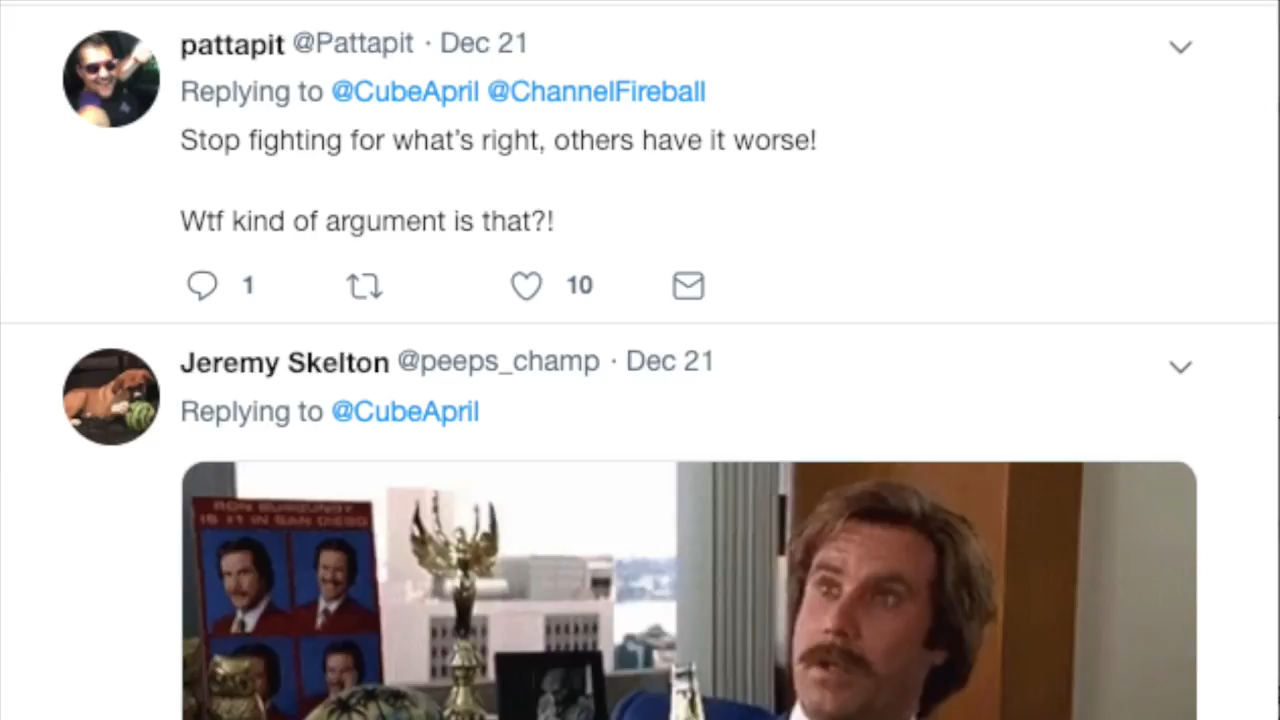 pattapit @Pattapit · Dec 21
Replying to @CubeApril @ChannelFireball
Stop fighting for what's right, others have it worse!
Wtf kind of argument is that?!
1 10
Jeremy Skelton @peeps_champ · Dec 21
Replying to @CubeApril
RON BURGUNDY
IS #1 IN SAN DIEGO